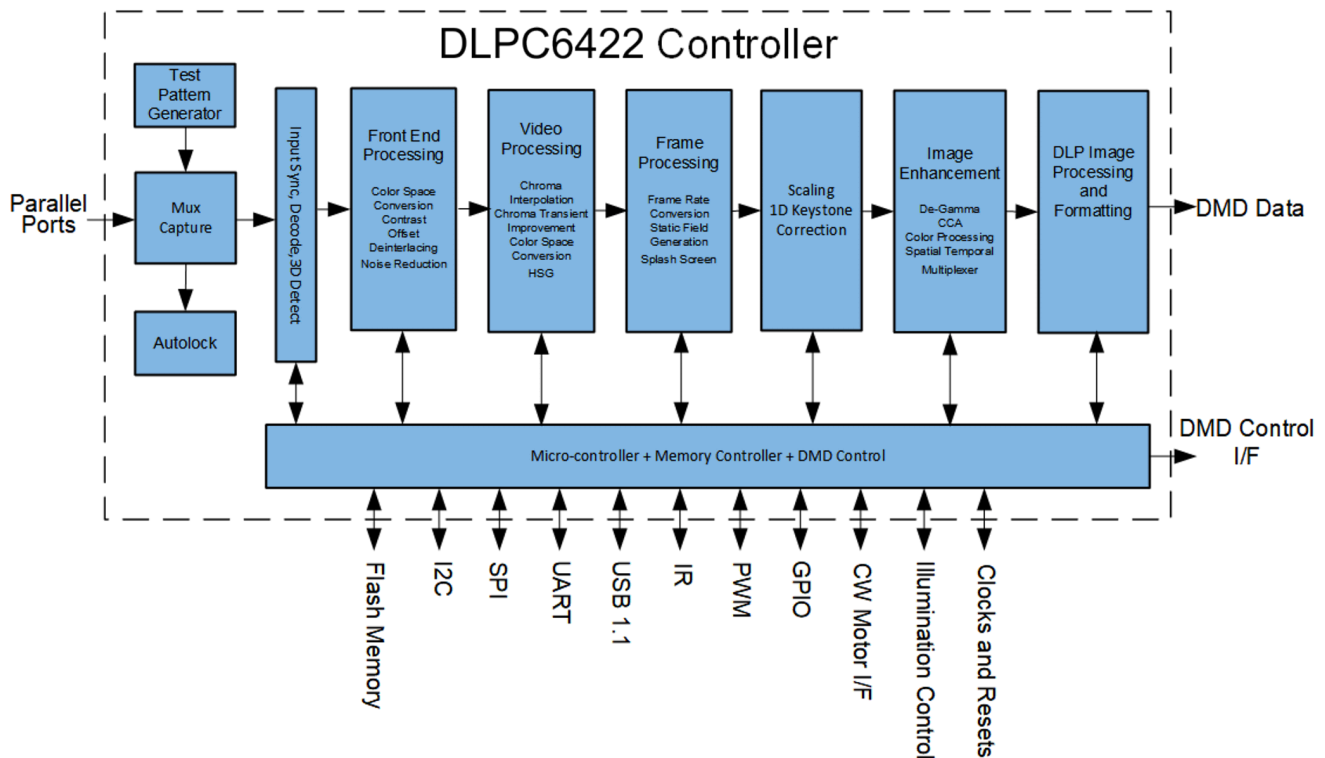 DLPC6422 Controller
Test
Pattern
Generator
Parallel
Ports
Mux
Capture
Autolock
Input Sync, Decode, 3D Detect
Front End
Processing
Color Space
Conversion
Contrast
Offset
Deinterlacing
Noise Reduction
Video
Processing
Chroma
Interpolation
Chroma Transient
Improvement
Color Space
Conversion
HSG
Frame
Processing
Frame Rate
Conversion
Static Field
Generation
Splash Screen
Scaling
1D Keystone
Correction
Image
Enhancement
De-Gamma
CCA
Color Processing
Spatial Temporal
Multiplexer
DLP Image
Processing
and
Formatting
DMD Data
Micro-controller + Memory Controller + DMD Control
DMD Control
I/F
Flash Memory
I2C
SPI
UART
USB 1.1
IR
PWM
GPIO
CW Motor I/F
Illumination Control
Clocks and Resets